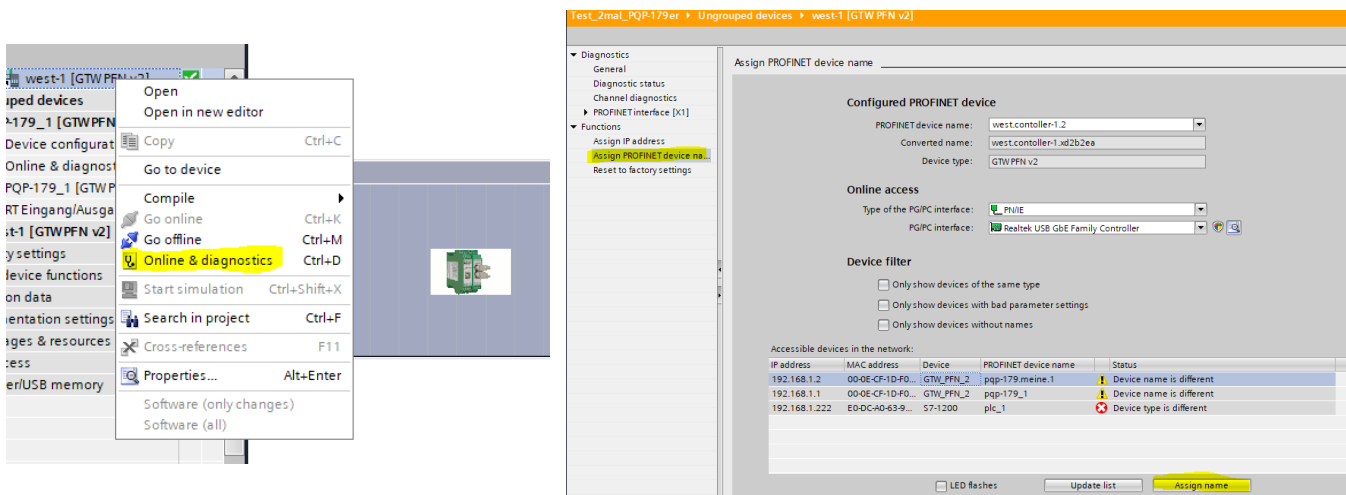 west-1 [GTW PFN v2]
uped devices
P-179_1 [GTWPFN
Device configurat
Online & diagnost
PQP-179_1 [GTW P
RT Eingang/Ausga
st-1 [GTWPFN v2]
ty settings
device functions
on data
entation settings
ages & resources
cess
er/USB memory
Open
Open in new editor
Copy Ctrl+C
Go to device
Compile
Go online Ctrl+K
Go offline Ctrl+M
Online & diagnostics Ctrl+D
Start simulation Ctrl+Shift+X
Search in project Ctrl+F
Cross-references F11
Properties... Alt+Enter
Software (only changes)
Software (all)
Test_2mal_PQP-179er Ungrouped devices west-1 [GTW PFN v2]
Diagnostics
General
Diagnostic status
Channel diagnostics
PROFINET interface [X1]
Functions
Assign IP address
Assign PROFINET device na...
Reset to factory settings
Assign PROFINET device name
Configured PROFINET device
PROFINET device name: west.contoller-1.2
Converted name: west.contoller-1.xd2b2ea
Device type: GTW PFN v2
Online access
Type of the PG/PC interface: PN/IE
PG/PC interface: Realtek USB GbE Family Controller
Device filter
Only show devices of the same type
Only show devices with bad parameter settings
Only show devices without names
Accessible devices in the network:
IP address MAC address Device PROFINET device name Status
192.168.1.2 00-0E-CF-1D-F0... GTW_PFN_2 pqp-179.meine.1 Device name is different
192.168.1.1 00-0E-CF-1D-F0... GTW_PFN_2 pqp-179_1 Device name is different
192.168.1.222 E0-DC-A0-63-9... S7-1200 plc_1 Device type is different
LED flashes Update list Assign name